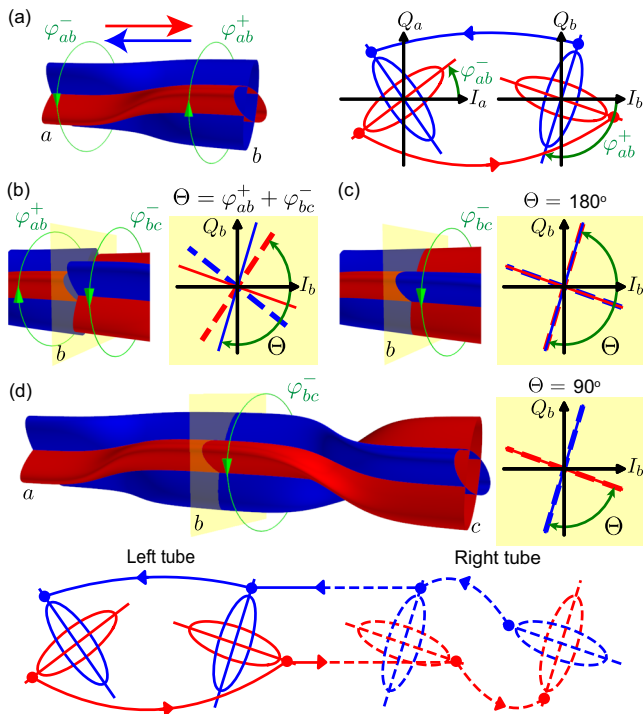 (a)
φ⁻ab
φ⁺ab
a
b
Qa
Qb
φ⁻ab
Ia
Ib
φ⁺ab
(b)
φ⁺ab
φ⁻bc
b
Θ = φ⁺ab + φ⁻bc
Qb
Ib
Θ
(c)
φ⁻bc
b
Θ = 180°
Qb
Ib
Θ
(d)
φ⁻bc
a
b
c
Θ = 90°
Qb
Ib
Θ
Left tube
Right tube